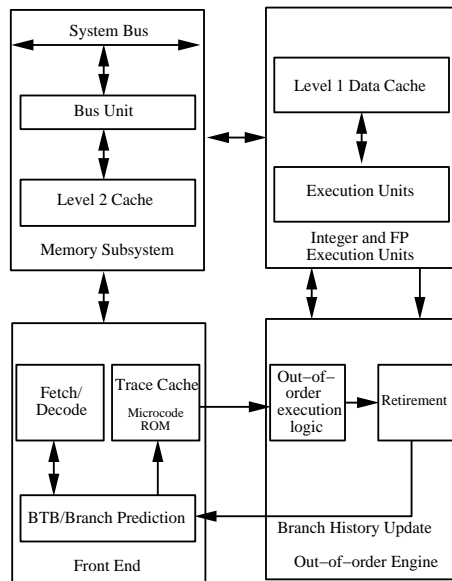 System Bus
Bus Unit
Level 2 Cache
Memory Subsystem
Level 1 Data Cache
Execution Units
Integer and FP
Execution Units
Fetch/
Decode
Trace Cache
Microcode
ROM
BTB/Branch Prediction
Front End
Out−of−
order
execution
logic
Retirement
Branch History Update
Out−of−order Engine